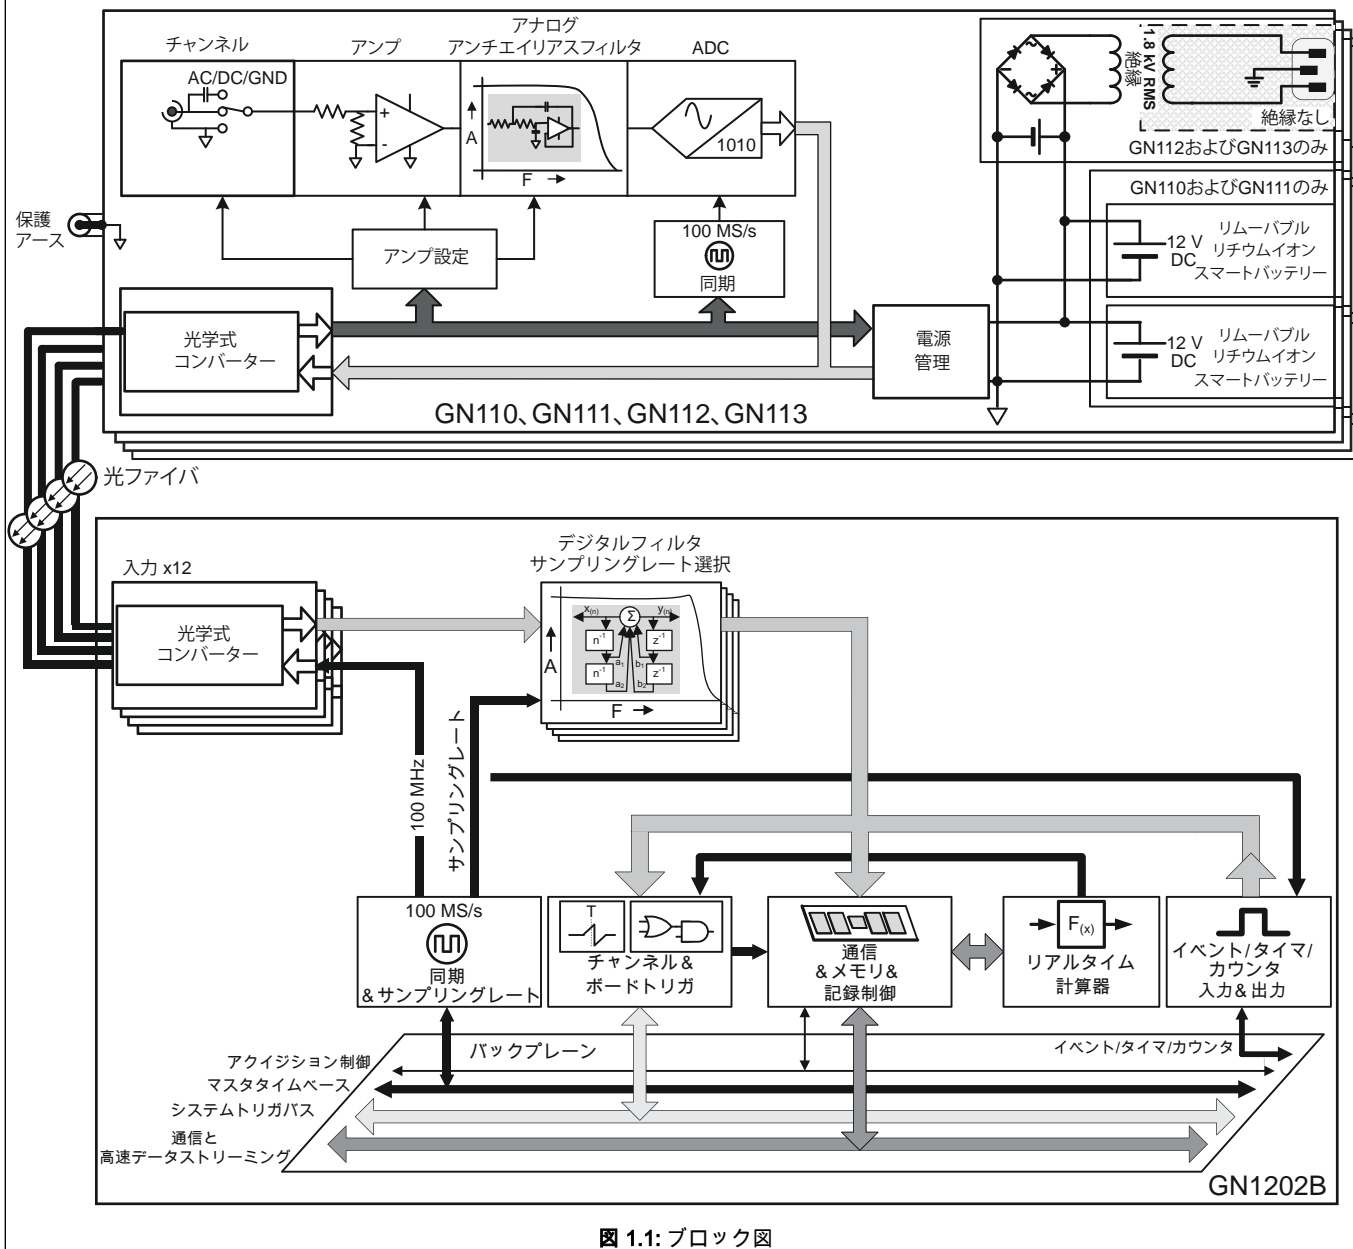 チャンネル
アンプ
アナログ
アンチエイリアスフィルタ
ADC
AC/DC/GND
+
-
A
F
1010
1.8 kV RMS
絶縁
絶縁なし
GN112およびGN113のみ
GN110およびGN111のみ
12 V
DC
リムーバブル
リチウムイオン
スマートバッテリー
12 V
DC
リムーバブル
リチウムイオン
スマートバッテリー
保護
アース
アンプ設定
100 MS/s
同期
光学式
コンバーター
電源
管理
GN110、GN111、GN112、GN113
光ファイバ
入力 x12
光学式
コンバーター
デジタルフィルタ
サンプリングレート選択
x(n)
Σ
y(n)
n-1
z-1
a1
b1
n-1
z-1
a2
b2
A
F
100 MHz
サンプリングレート
100 MS/s
同期
&サンプリングレート
T
チャンネル&
ボードトリガ
通信
&メモリ&
記録制御
F(x)
リアルタイム
計算器
イベント/タイマ/
カウンタ
入力&出力
バックプレーン
イベント/タイマ/カウンタ
アクイジション制御
マスタタイムベース
システムトリガバス
通信と
高速データストリーミング
GN1202B
図 1.1: ブロック図